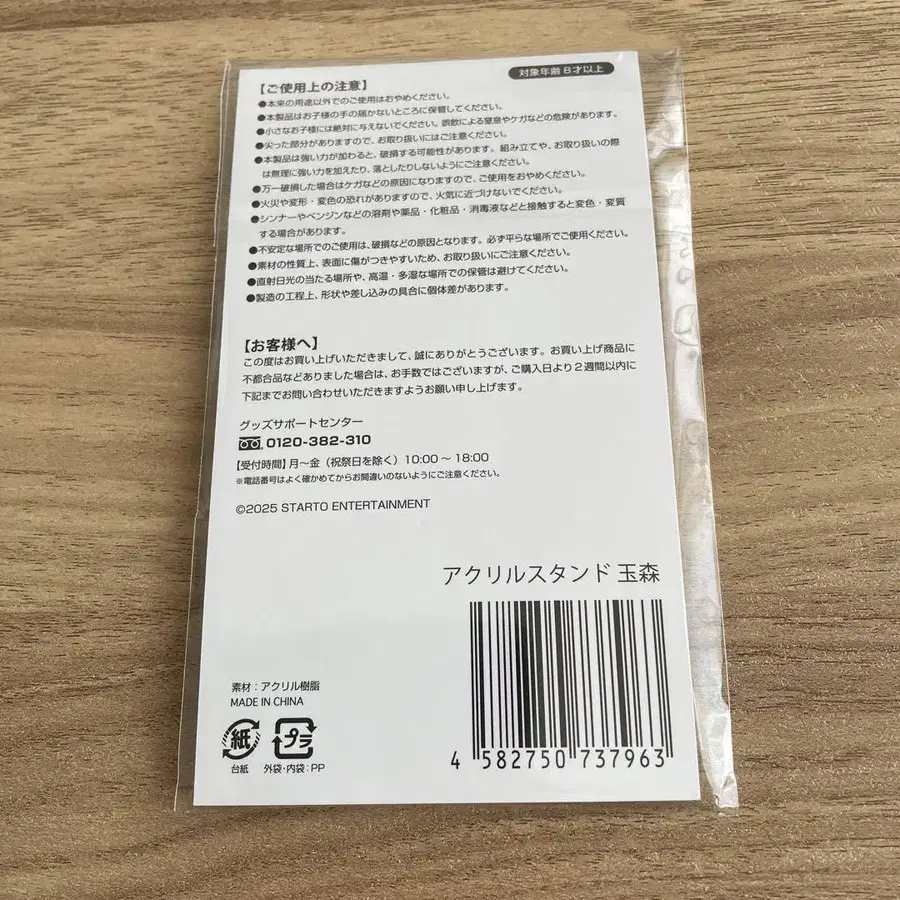 対象年齢8才以上
【ご使用上の注意】
●本来の用途以外でのご使用はおやめください。
●本製品はお子様の手の届かないところに保管してください。
●小さなお子様には絶対に与えないでください。誤飲による窒息やケガなどの危険があります。
●尖った部分がありますので、お取り扱いにはご注意ください。
●本製品は強い力が加わると、破損する可能性があります。組み立てや、お取り扱いの際
は無理に強い力を加えたり、落としたりしないようにご注意ください。
●万一破損した場合はケガなどの原因になりますので、ご使用をおやめください。
●火災や変形・変色の恐れがありますので、火気に近づけないでください。
●シンナーやベンジンなどの溶剤や薬品・化粧品・消毒液などと接触すると変色・変質
する場合があります。
●不安定な場所でのご使用は、破損などの原因となります。必ず平らな場所でご使用ください。
●素材の性質上、表面に傷がつきやすいため、お取り扱いにご注意ください。
●直射日光の当たる場所や、高温・多湿な場所での保管は避けてください。
●製造の工程上、形状や差し込みの具合に個体差があります。
【お客様へ】
この度はお買い上げいただきまして、誠にありがとうございます。お買い上げ商品に
不都合品などありました場合は、お手数ではございますが、ご購入日より2週間以内に
下記までお問い合わせいただきますようお願い申し上げます。
グッズサポートセンター
0120-382-310
【受付時間】月～金（祝祭日を除く）10:00～18:00
※電話番号はよく確かめてからお間違いのないようにご注意ください。
©2025 STARTO ENTERTAINMENT
アクリルスタンド 玉森
素材：アクリル樹脂
MADE IN CHINA
紙
プラ
台紙
外袋・内袋：PP
4 582750 737963